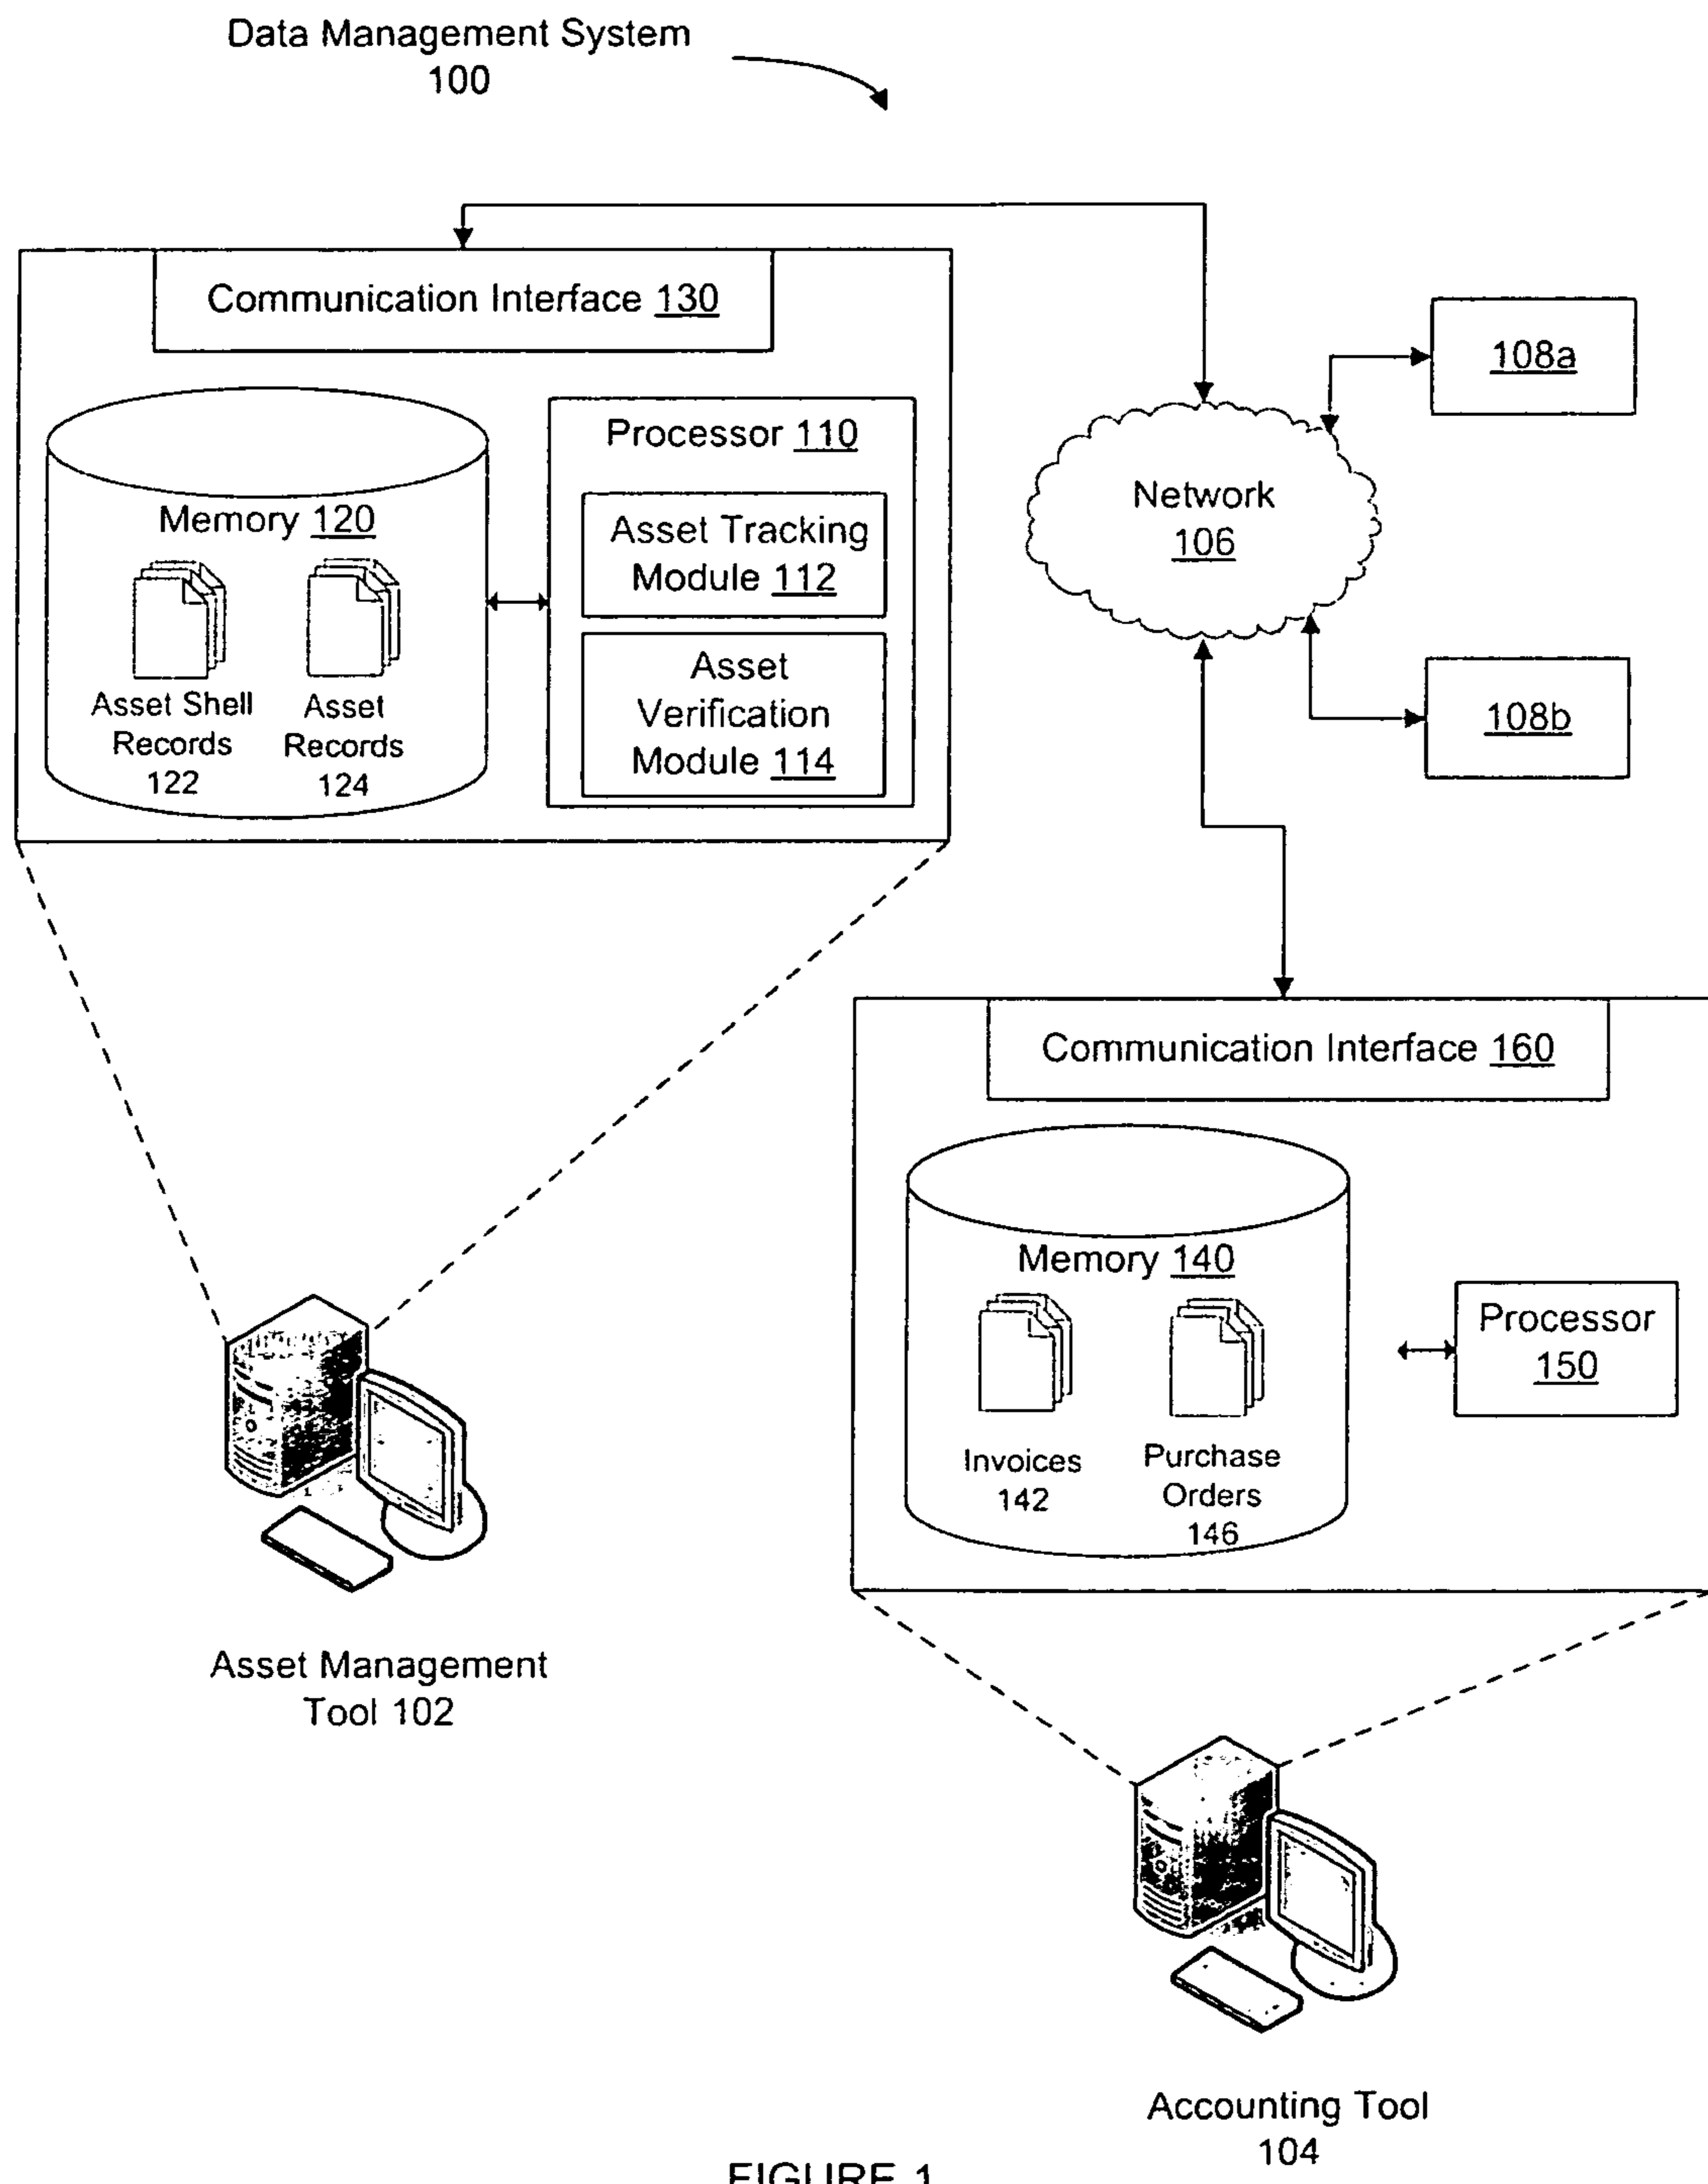 Data Management System
100
Communication Interface 130
108a
Processor 110
Memory 120
Asset Tracking
Module 112
Network
106
Asset
Verification
Module 114
Asset Shell
Records
122
Asset
Records
124
108b
Communication Interface 160
Memory 140
Processor
150
Invoices
142
Purchase
Orders
146
Asset Management
Tool 102
Accounting Tool
104
FIGURE 1